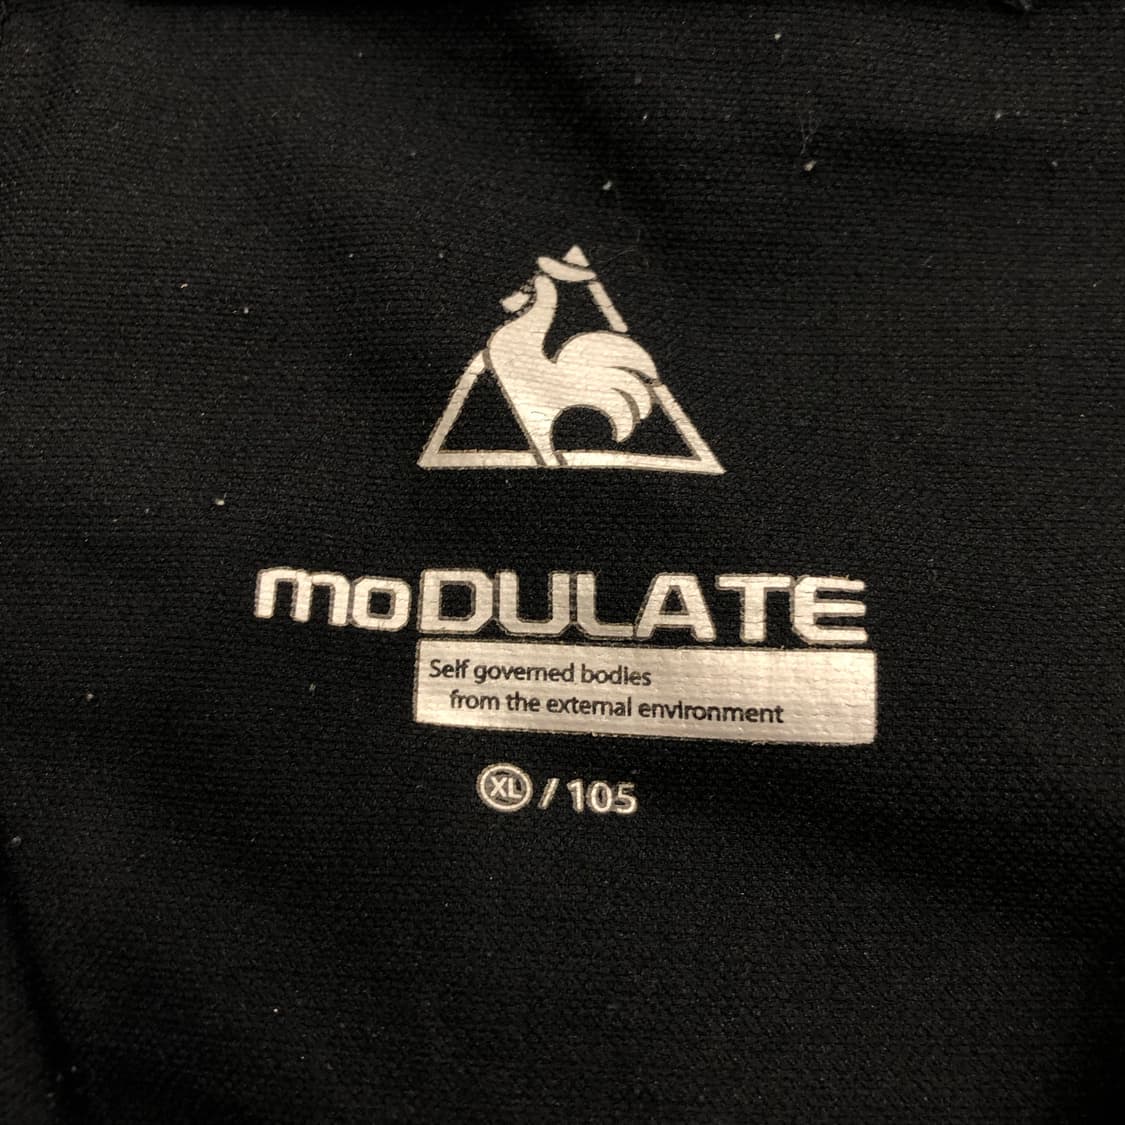 moDULATE
Self governed bodies
from the external environment
XL / 105